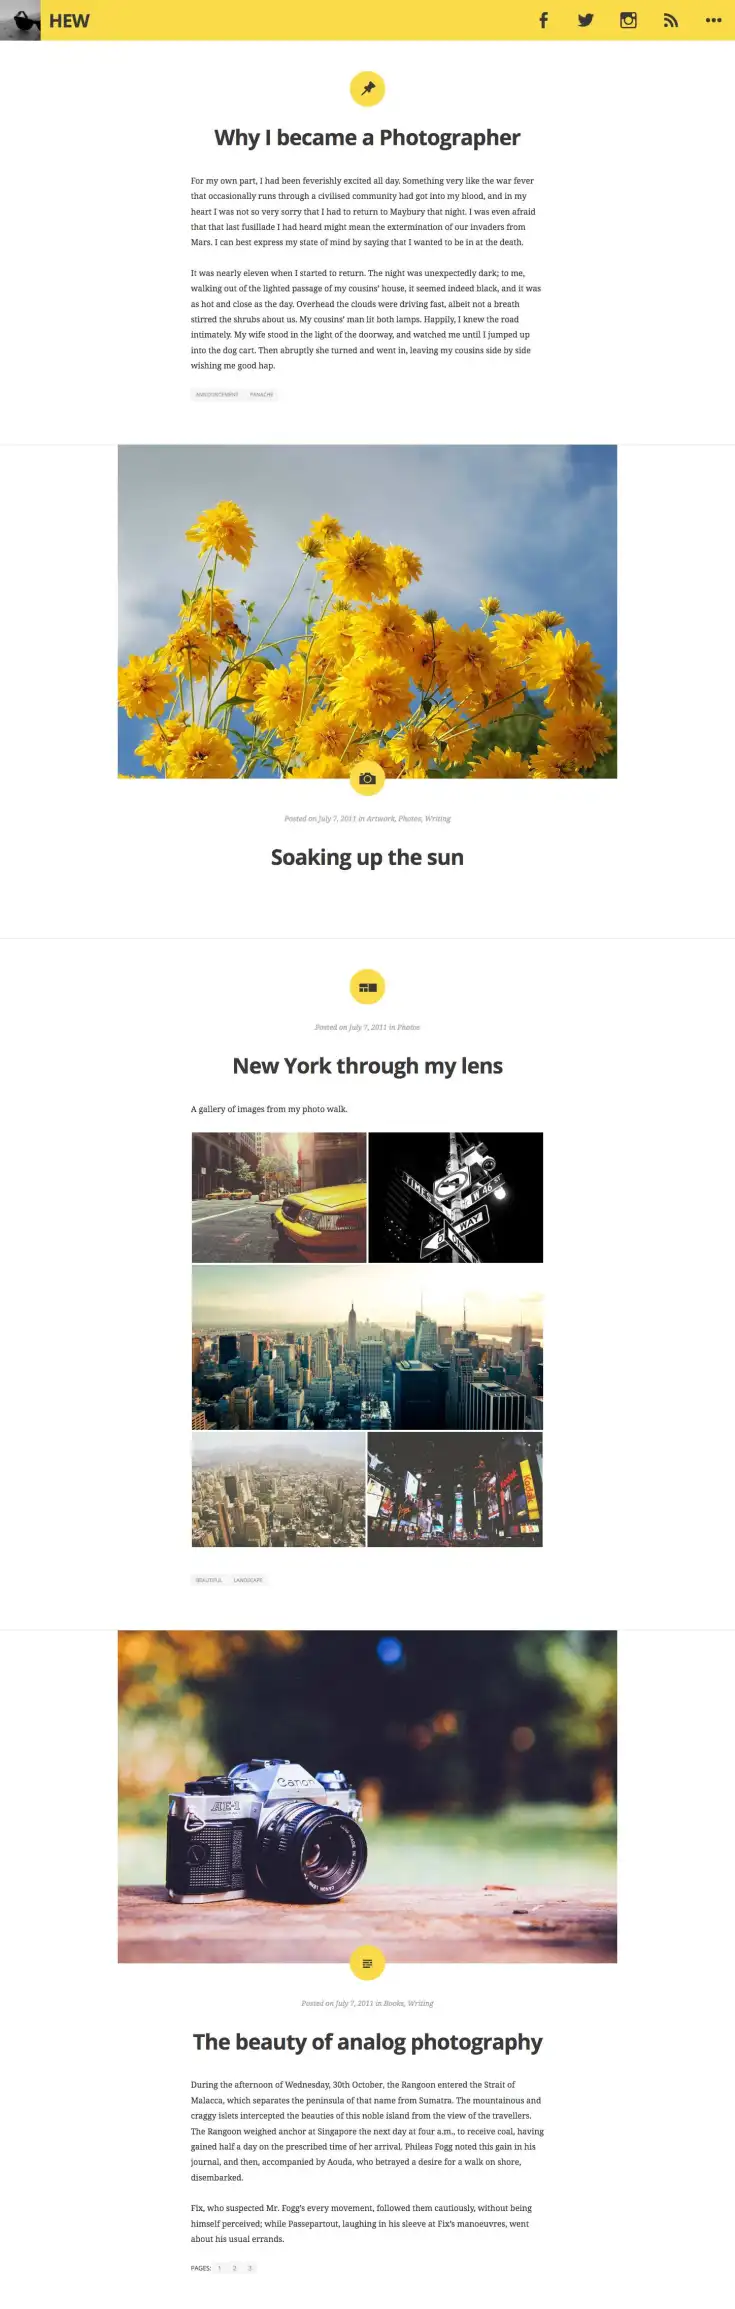 HEW
Why I became a Photographer
For my own part, I had been feverishly excited all day. Something very like the war fever
that occasionally runs through a civilised community had got into my blood, and in my
heart I was not so very sorry that I had to return to Maybury that night. I was even afraid
that that last fusillade I had heard might mean the extermination of our invaders from
Mars. I can best express my state of mind by saying that I wanted to be in at the death.
It was nearly eleven when I started to return. The night was unexpectedly dark; to me,
walking out of the lighted passage of my cousins' house, it seemed indeed black, and it was
as hot and close as the day. Overhead the clouds were driving fast, albeit not a breath
stirred the shrubs about us. My cousins' man lit both lamps. Happily, I knew the road
intimately. My wife stood in the light of the doorway, and watched me until I jumped up
into the dog cart. Then abruptly she turned and went in, leaving my cousins side by side
wishing me good hap.
ANNOUNCEMENT PANACHE
Posted on July 7, 2011 in Artwork, Photos, Writing
Soaking up the sun
Posted on July 7, 2011 in Photos
New York through my lens
A gallery of images from my photo walk.
TIMES W 46 ST
WAY
ONE
Kodak
Kodak
BEAUTIFUL LANDSCAPE
Canon
AE-1
CANON LENS MADE IN JAPAN
Posted on July 7, 2011 in Books, Writing
The beauty of analog photography
During the afternoon of Wednesday, 30th October, the Rangoon entered the Strait of
Malacca, which separates the peninsula of that name from Sumatra. The mountainous and
craggy islets intercepted the beauties of this noble island from the view of the travellers.
The Rangoon weighed anchor at Singapore the next day at four a.m., to receive coal, having
gained half a day on the prescribed time of her arrival. Phileas Fogg noted this gain in his
journal, and then, accompanied by Aouda, who betrayed a desire for a walk on shore,
disembarked.
Fix, who suspected Mr. Fogg's every movement, followed them cautiously, without being
himself perceived; while Passepartout, laughing in his sleeve at Fix's manoeuvres, went
about his usual errands.
PAGES: 1 2 3